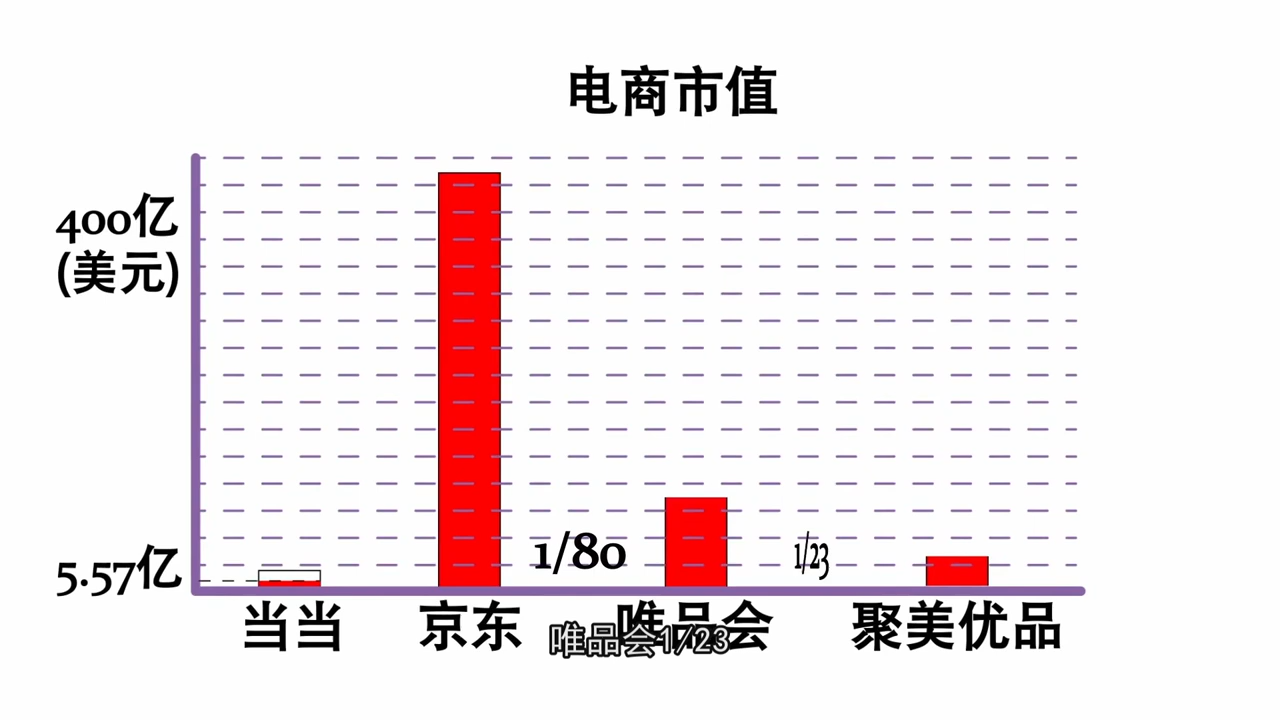 电商市值
400亿
(美元)
5.57亿
1/80
1/23
当当
京东
唯品会
聚美优品
唯品会1/23